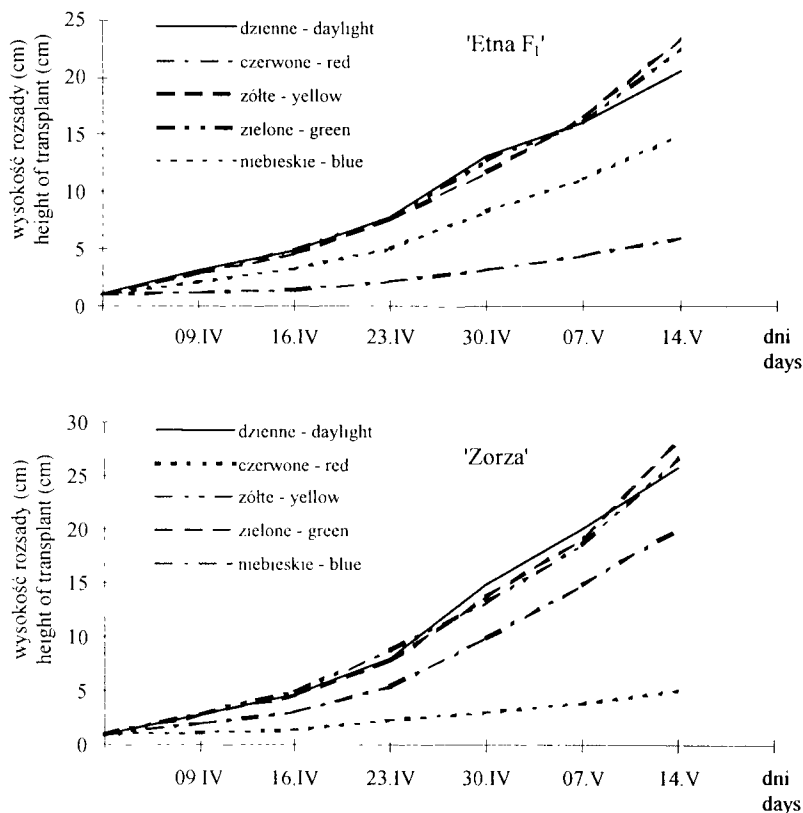 wysokość rozsady (cm)
height of transplant (cm)
25
20
15
10
5
0
dzienne - daylight
czerwone - red
zółte - yellow
zielone - green
niebieskie - blue
'Etna F₁'
09.IV 16.IV 23.IV 30.IV 07.V 14.V dni
days
wysokość rozsady (cm)
height of transplant (cm)
30
25
20
15
10
5
0
dzienne - daylight
czerwone - red
zółte - yellow
zielone - green
niebieskie - blue
'Zorza'
09.IV 16.IV 23.IV 30.IV 07.V 14.V dni
days